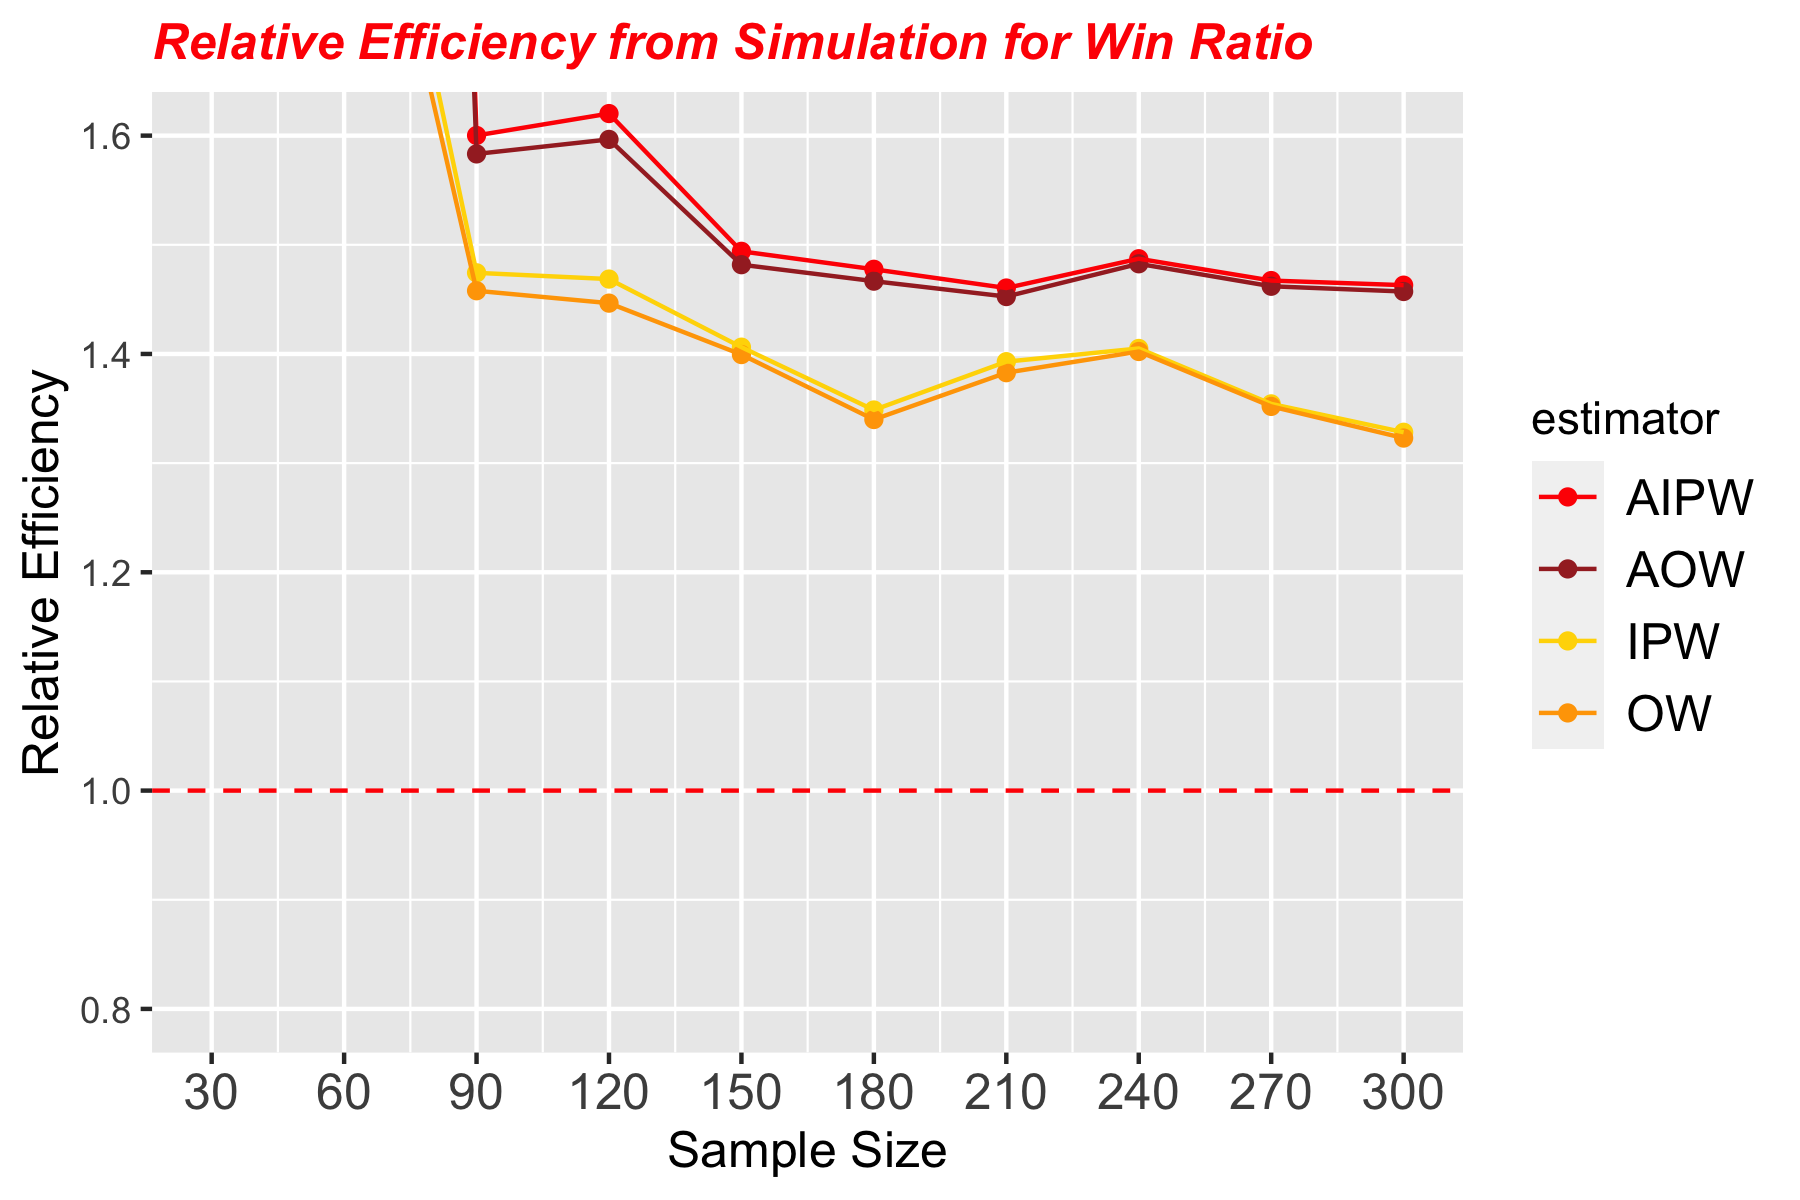 Relative Efficiency from Simulation for Win Ratio
Relative Efficiency
1.6
1.4
1.2
1.0
0.8
30 60 90 120 150 180 210 240 270 300
Sample Size
estimator
AIPW
AOW
IPW
OW